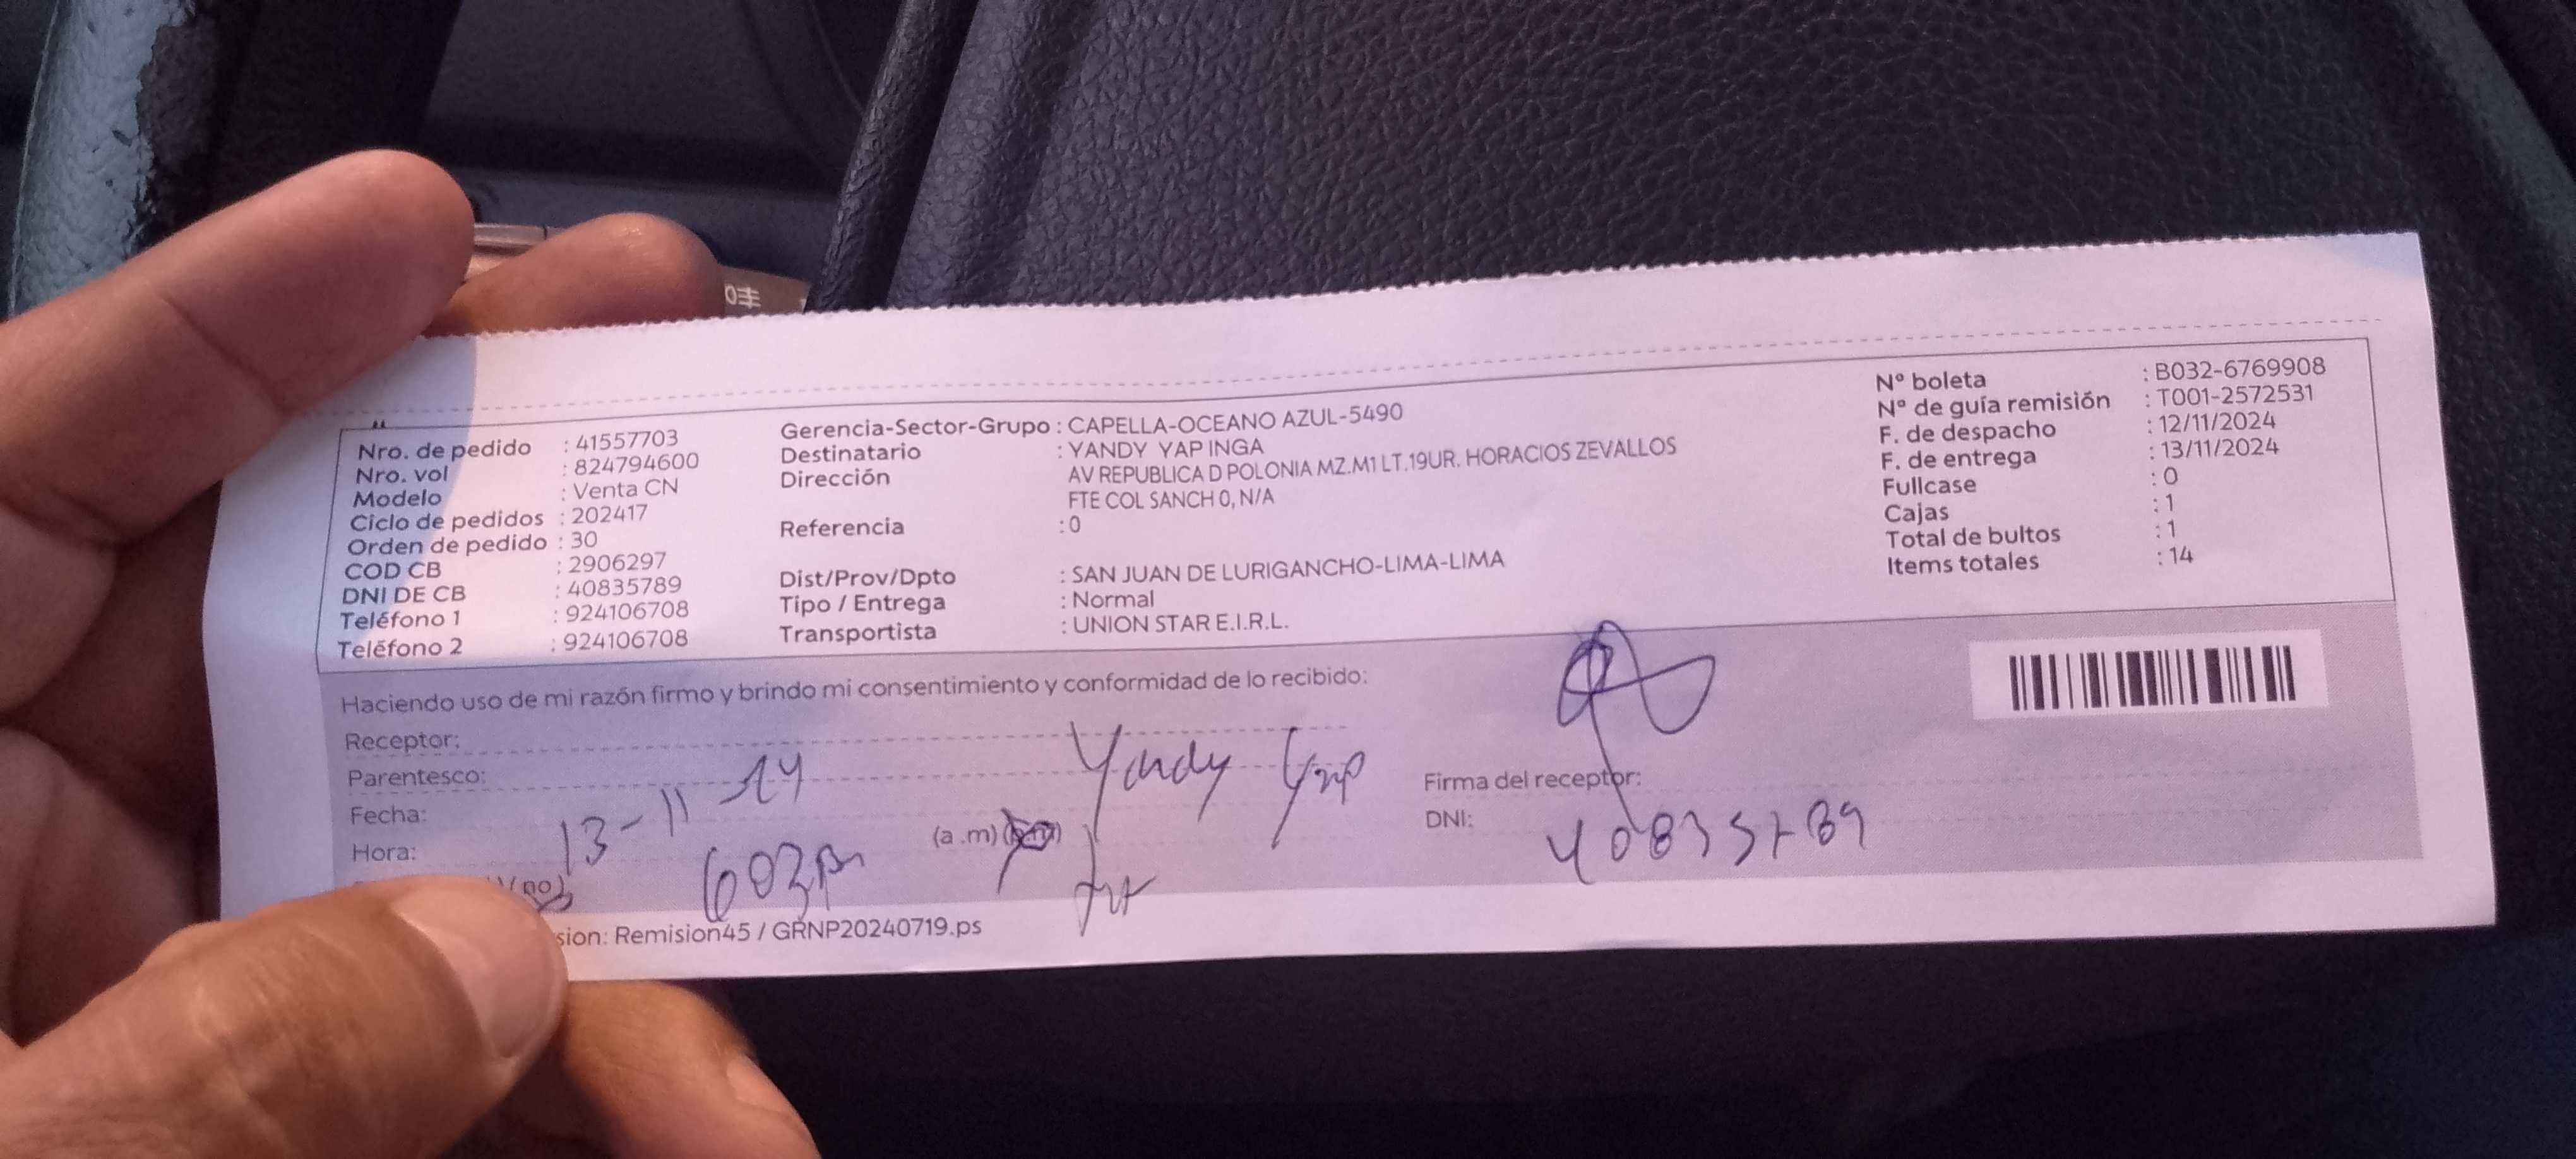 Nro. de pedido : 41557703
Nro. vol : 824794600
Modelo : Venta CN
Ciclo de pedidos : 202417
Orden de pedido : 30
COD CB : 2906297
DNI DE CB : 40835789
Teléfono 1 : 924106708
Teléfono 2 : 924106708
Gerencia-Sector-Grupo : CAPELLA-OCEANO AZUL-5490
Destinatario : YANDY YAP INGA
Dirección AV REPUBLICA D POLONIA MZ.M1 LT.19UR. HORACIOS ZEVALLOS
FTE COL SANCH 0, N/A
Referencia : 0
Dist/Prov/Dpto : SAN JUAN DE LURIGANCHO-LIMA-LIMA
Tipo / Entrega : Normal
Transportista : UNION STAR E.I.R.L.
Nº boleta : B032-6769908
Nº de guía remisión : T001-2572531
F. de despacho : 12/11/2024
F. de entrega : 13/11/2024
Fullcase : 0
Cajas : 1
Total de bultos : 1
Items totales : 14
Haciendo uso de mi razón firmo y brindo mi consentimiento y conformidad de lo recibido:
Receptor: Yandy Yap
Parentesco:
Fecha: 13-11-24
Hora: 603pm (a.m)
(no)
Firma del receptor:
DNI: 40835789
sion: Remision45 / GRNP20240719.ps